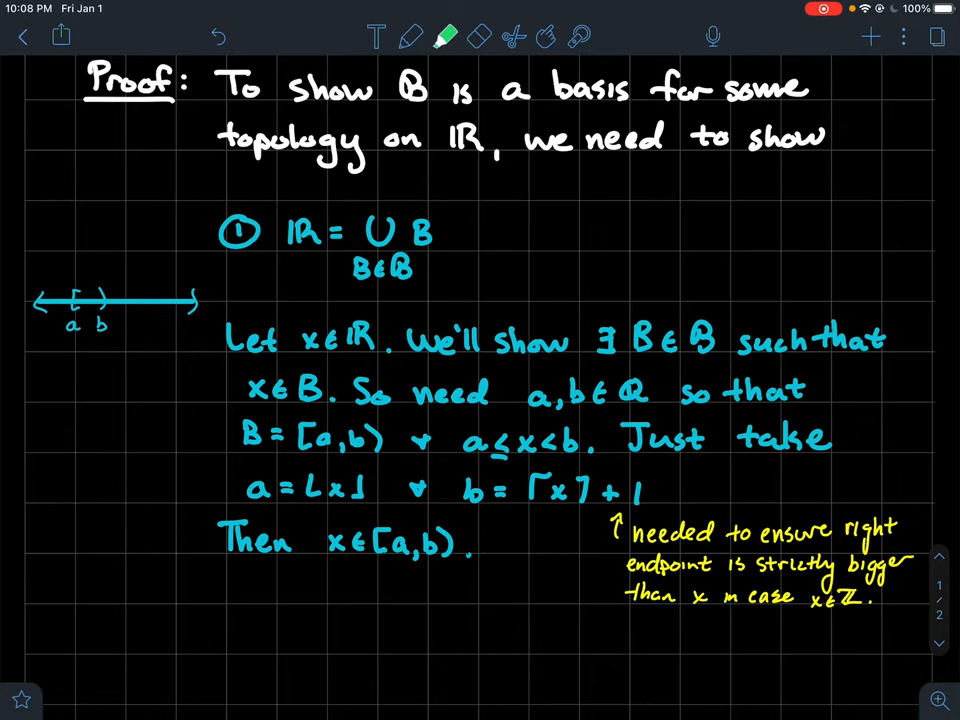 10:08 PM Fri Jan 1
100%
Proof: To show 𝔹 is a basis for some
topology on ℝ, we need to show
① ℝ = ∪ B
B∈𝔹
[ )
a b
Let x∈ℝ. We'll show ∃ B∈𝔹 such that
x∈B. So need a,b∈ℚ so that
B = [a,b) & a≤x<b. Just take
a = ⌊x⌋ & b = ⌈x⌉ + 1
Then x∈[a,b).
↑ needed to ensure right
endpoint is strictly bigger
than x in case x∈ℤ.
1
/
2